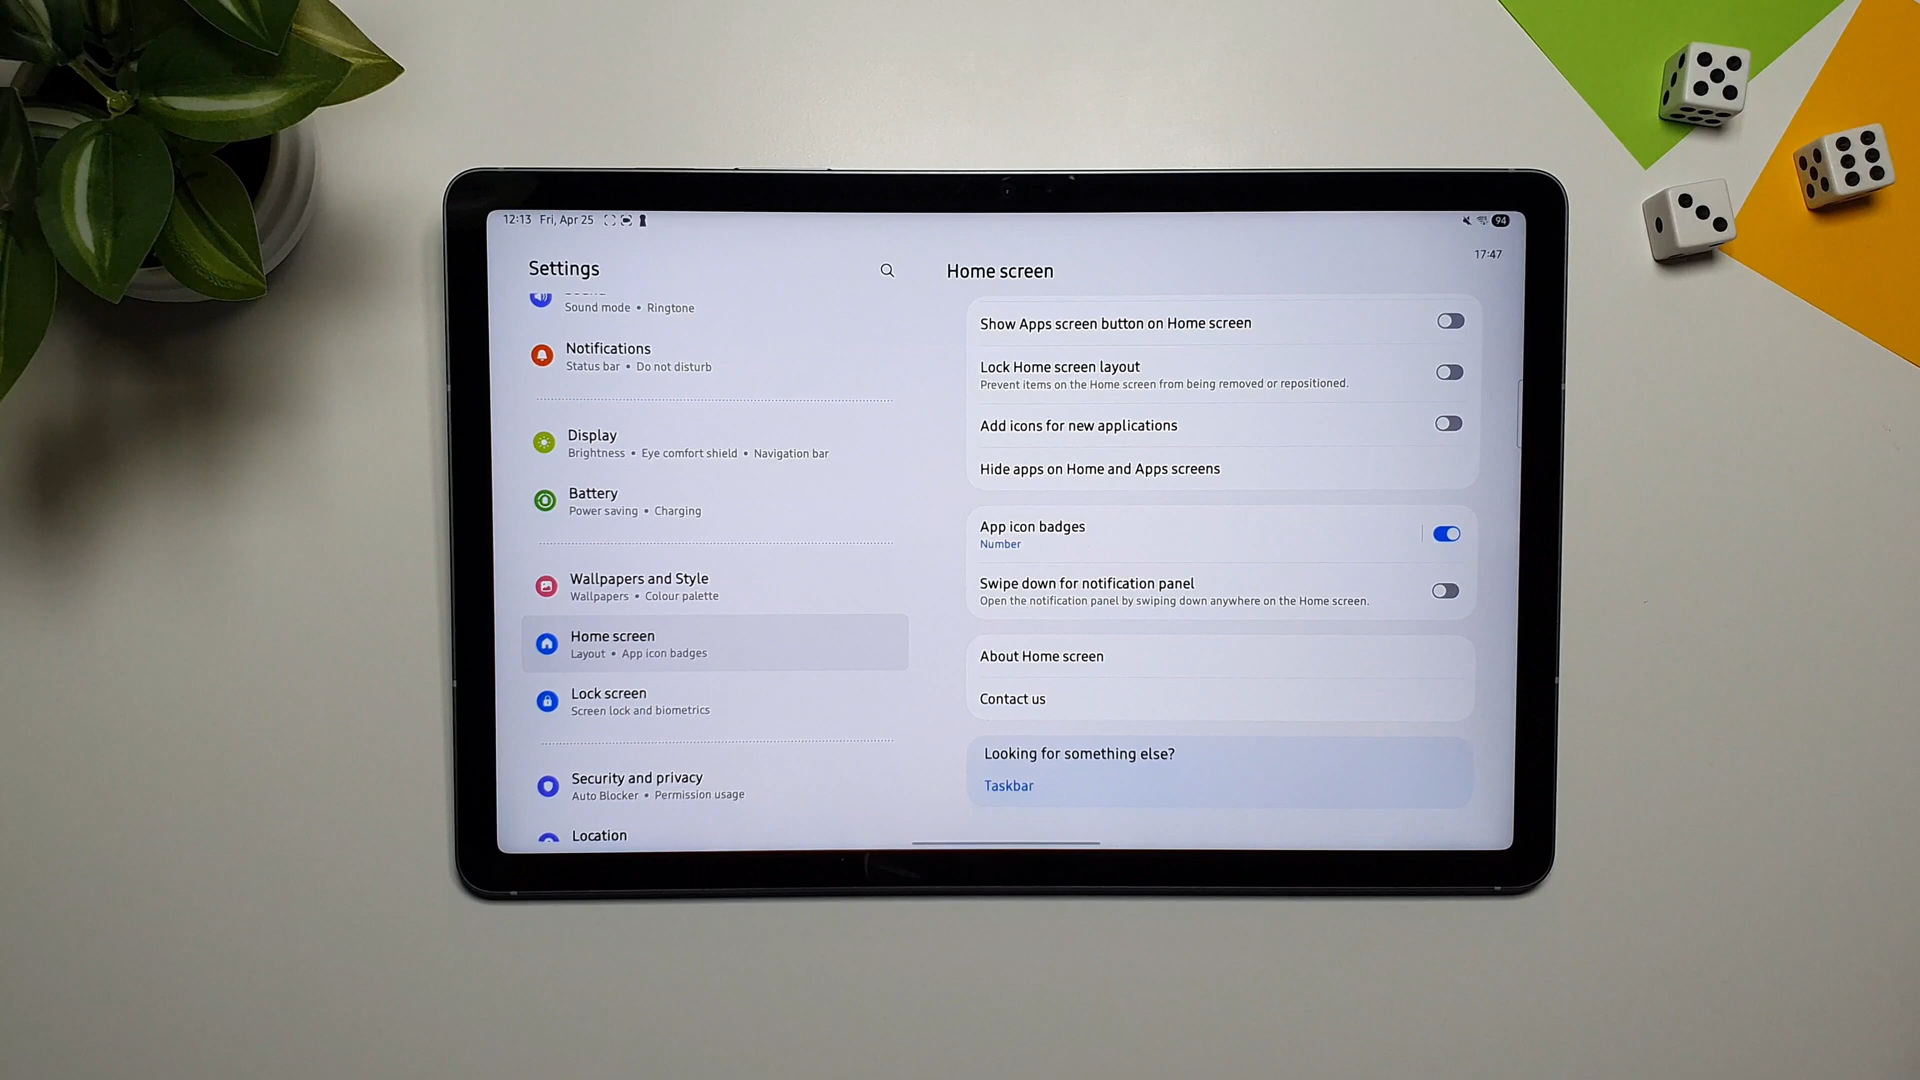 12:13 Fri, Apr 25
94
17:47
Settings
Sound mode • Ringtone
Notifications
Status bar • Do not disturb
Display
Brightness • Eye comfort shield • Navigation bar
Battery
Power saving • Charging
Wallpapers and Style
Wallpapers • Colour palette
Home screen
Layout • App icon badges
Lock screen
Screen lock and biometrics
Security and privacy
Auto Blocker • Permission usage
Location
Home screen
Show Apps screen button on Home screen
Lock Home screen layout
Prevent items on the Home screen from being removed or repositioned.
Add icons for new applications
Hide apps on Home and Apps screens
App icon badges
Number
Swipe down for notification panel
Open the notification panel by swiping down anywhere on the Home screen.
About Home screen
Contact us
Looking for something else?
Taskbar